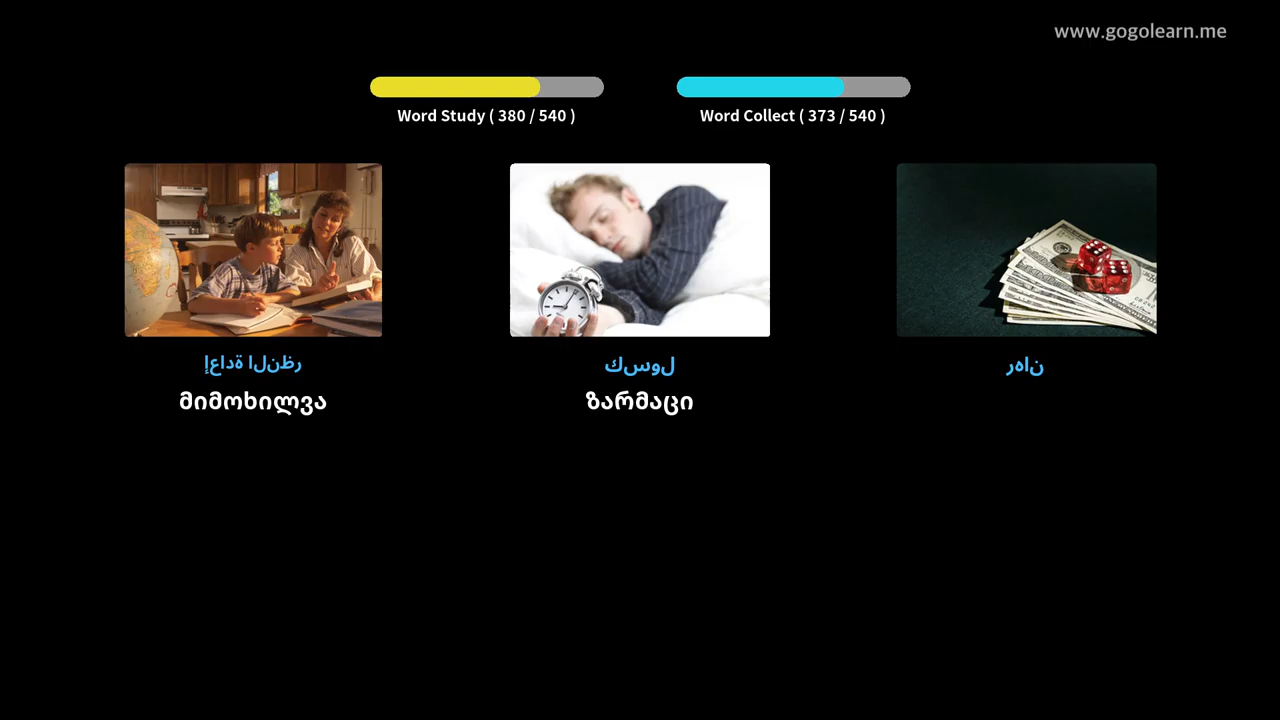 www.gogolearn.me
Word Study ( 380 / 540 )
Word Collect ( 373 / 540 )
إعادة النظر
كسول
رهان
მიმოხილვა
ზარმაცი